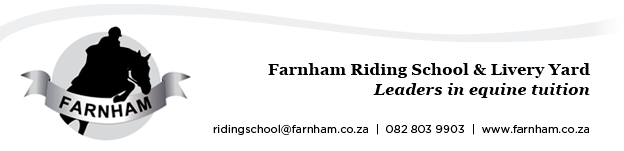 FARNHAM
Farnham Riding School & Livery Yard
Leaders in equine tuition
ridingschool@farnham.co.za | 082 803 9903 | www.farnham.co.za